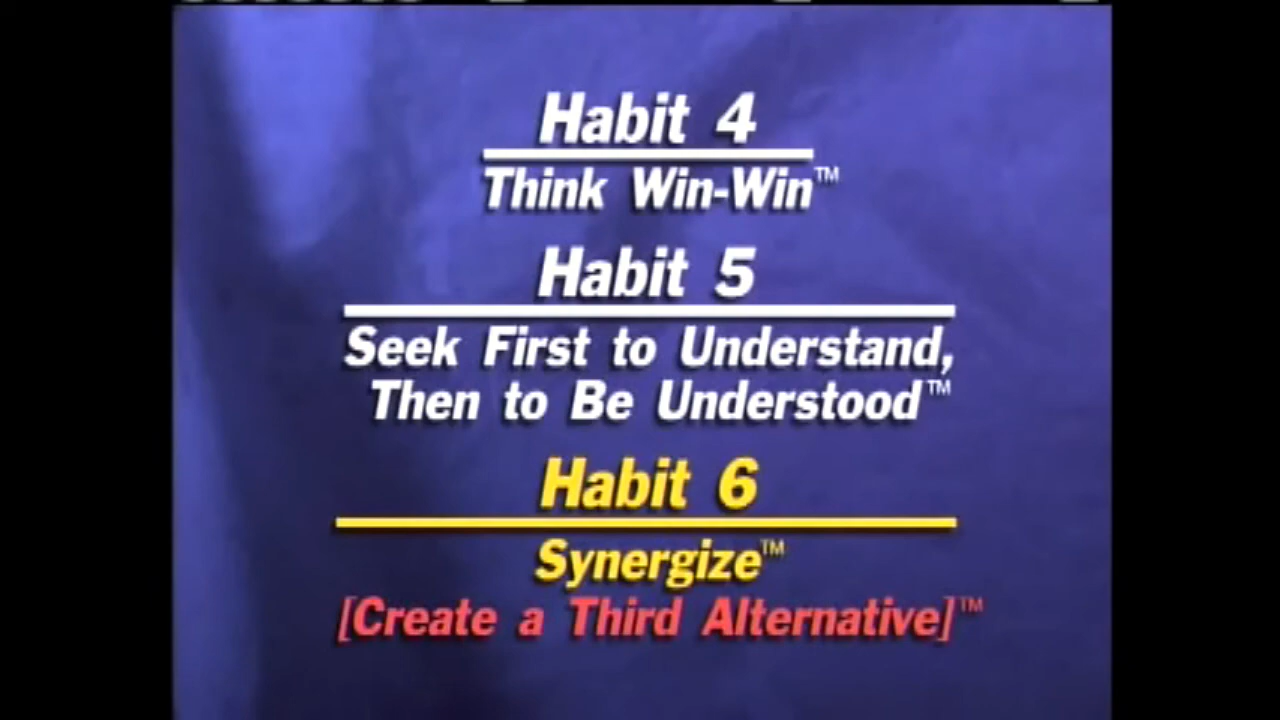 Habit 4
Think Win-Win™
Habit 5
Seek First to Understand,
Then to Be Understood™
Habit 6
Synergize™
[Create a Third Alternative]™